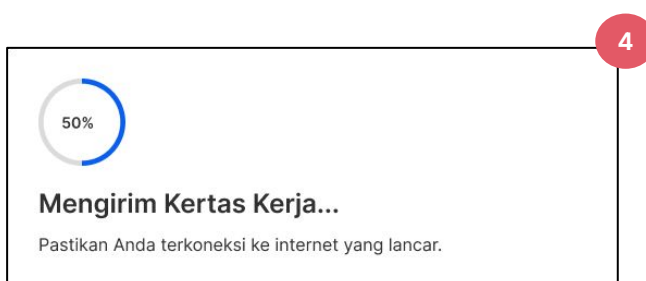 4
50%
Mengirim Kertas Kerja...
Pastikan Anda terkoneksi ke internet yang lancar.